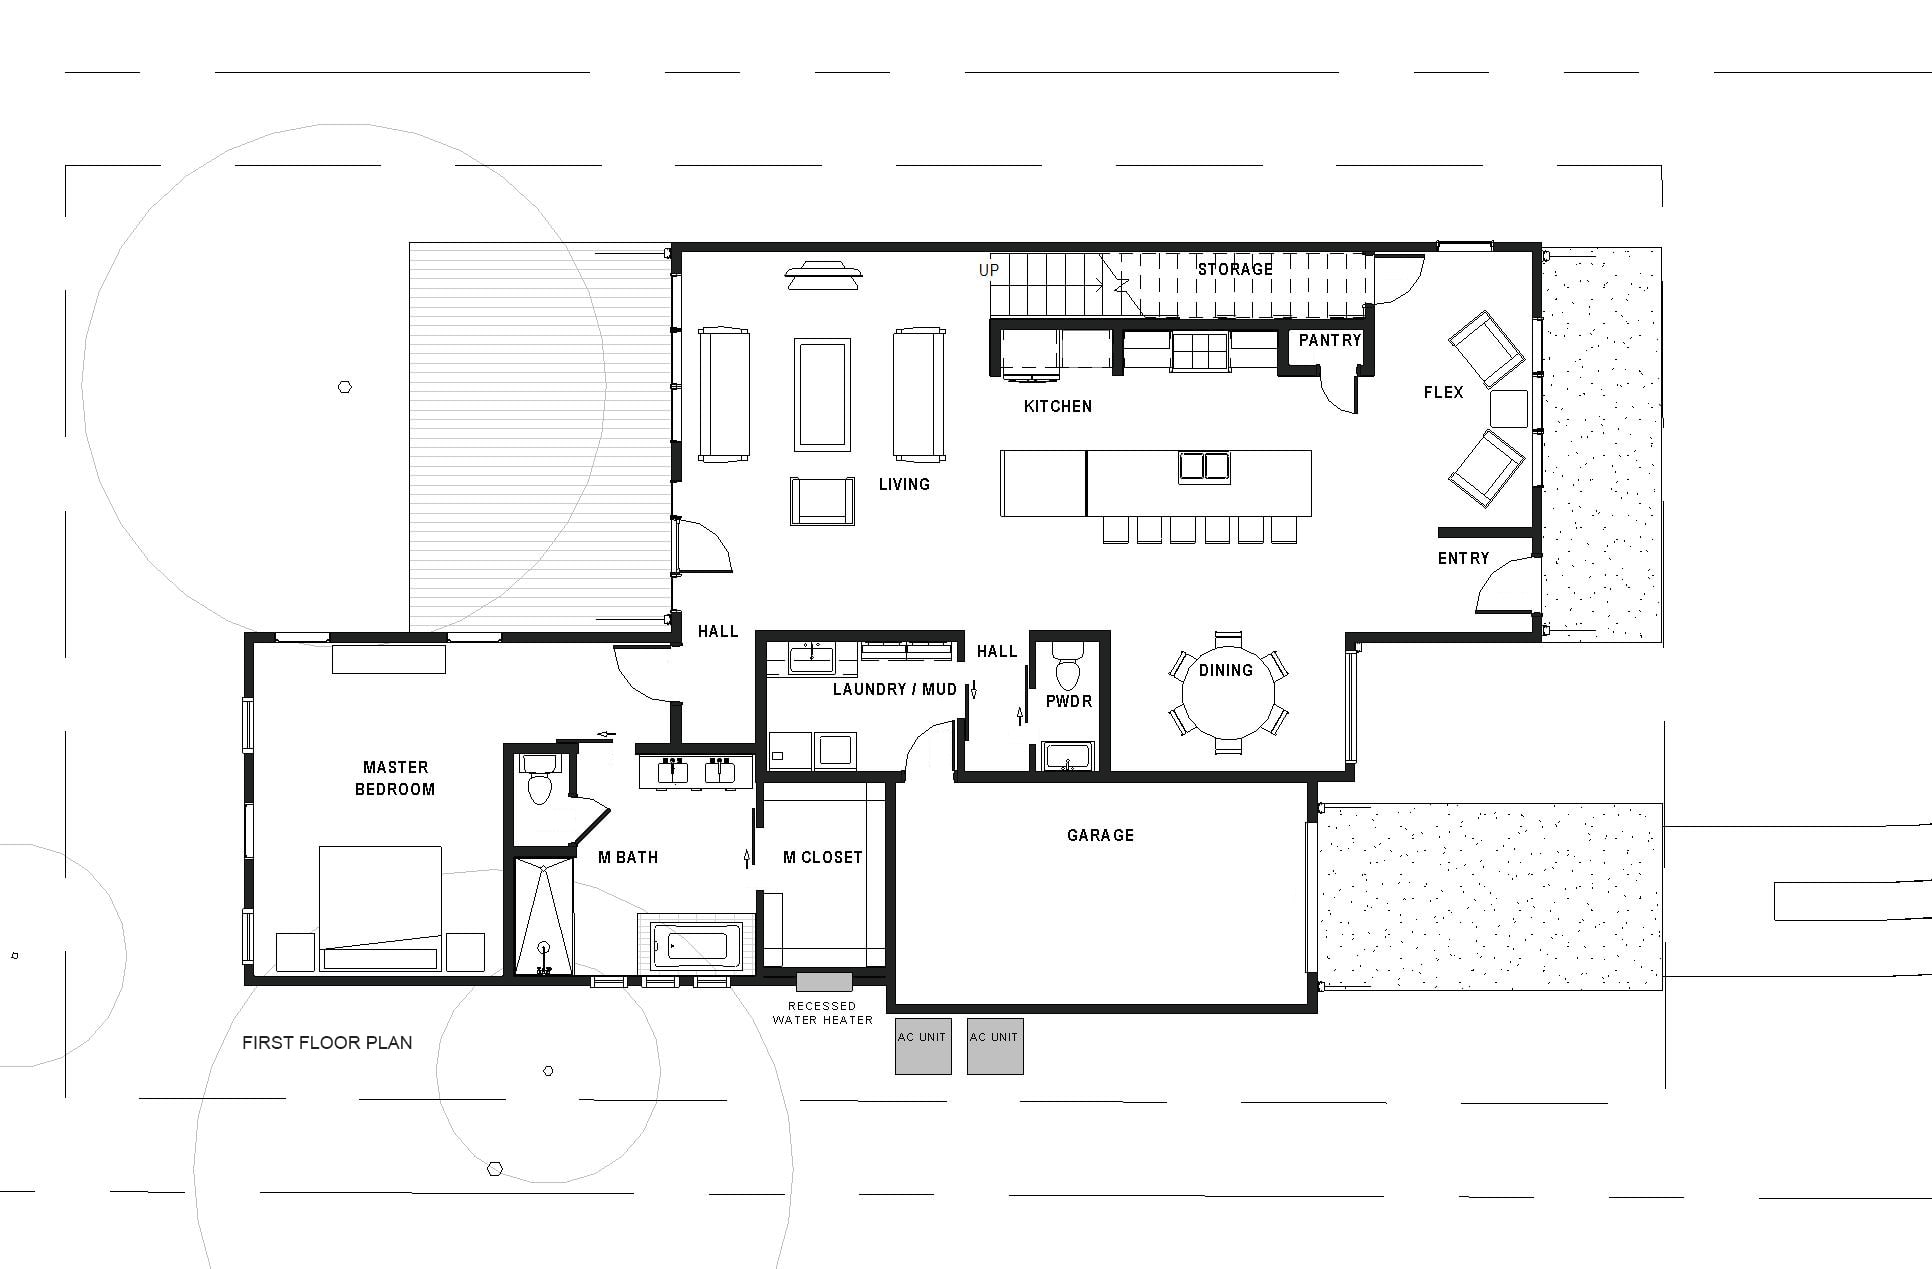 UP
STORAGE
PANTRY
FLEX
KITCHEN
LIVING
ENTRY
HALL
HALL
DINING
LAUNDRY / MUD
PWDR
MASTER
BEDROOM
GARAGE
M BATH
M CLOSET
RECESSED
WATER HEATER
AC UNIT
AC UNIT
FIRST FLOOR PLAN